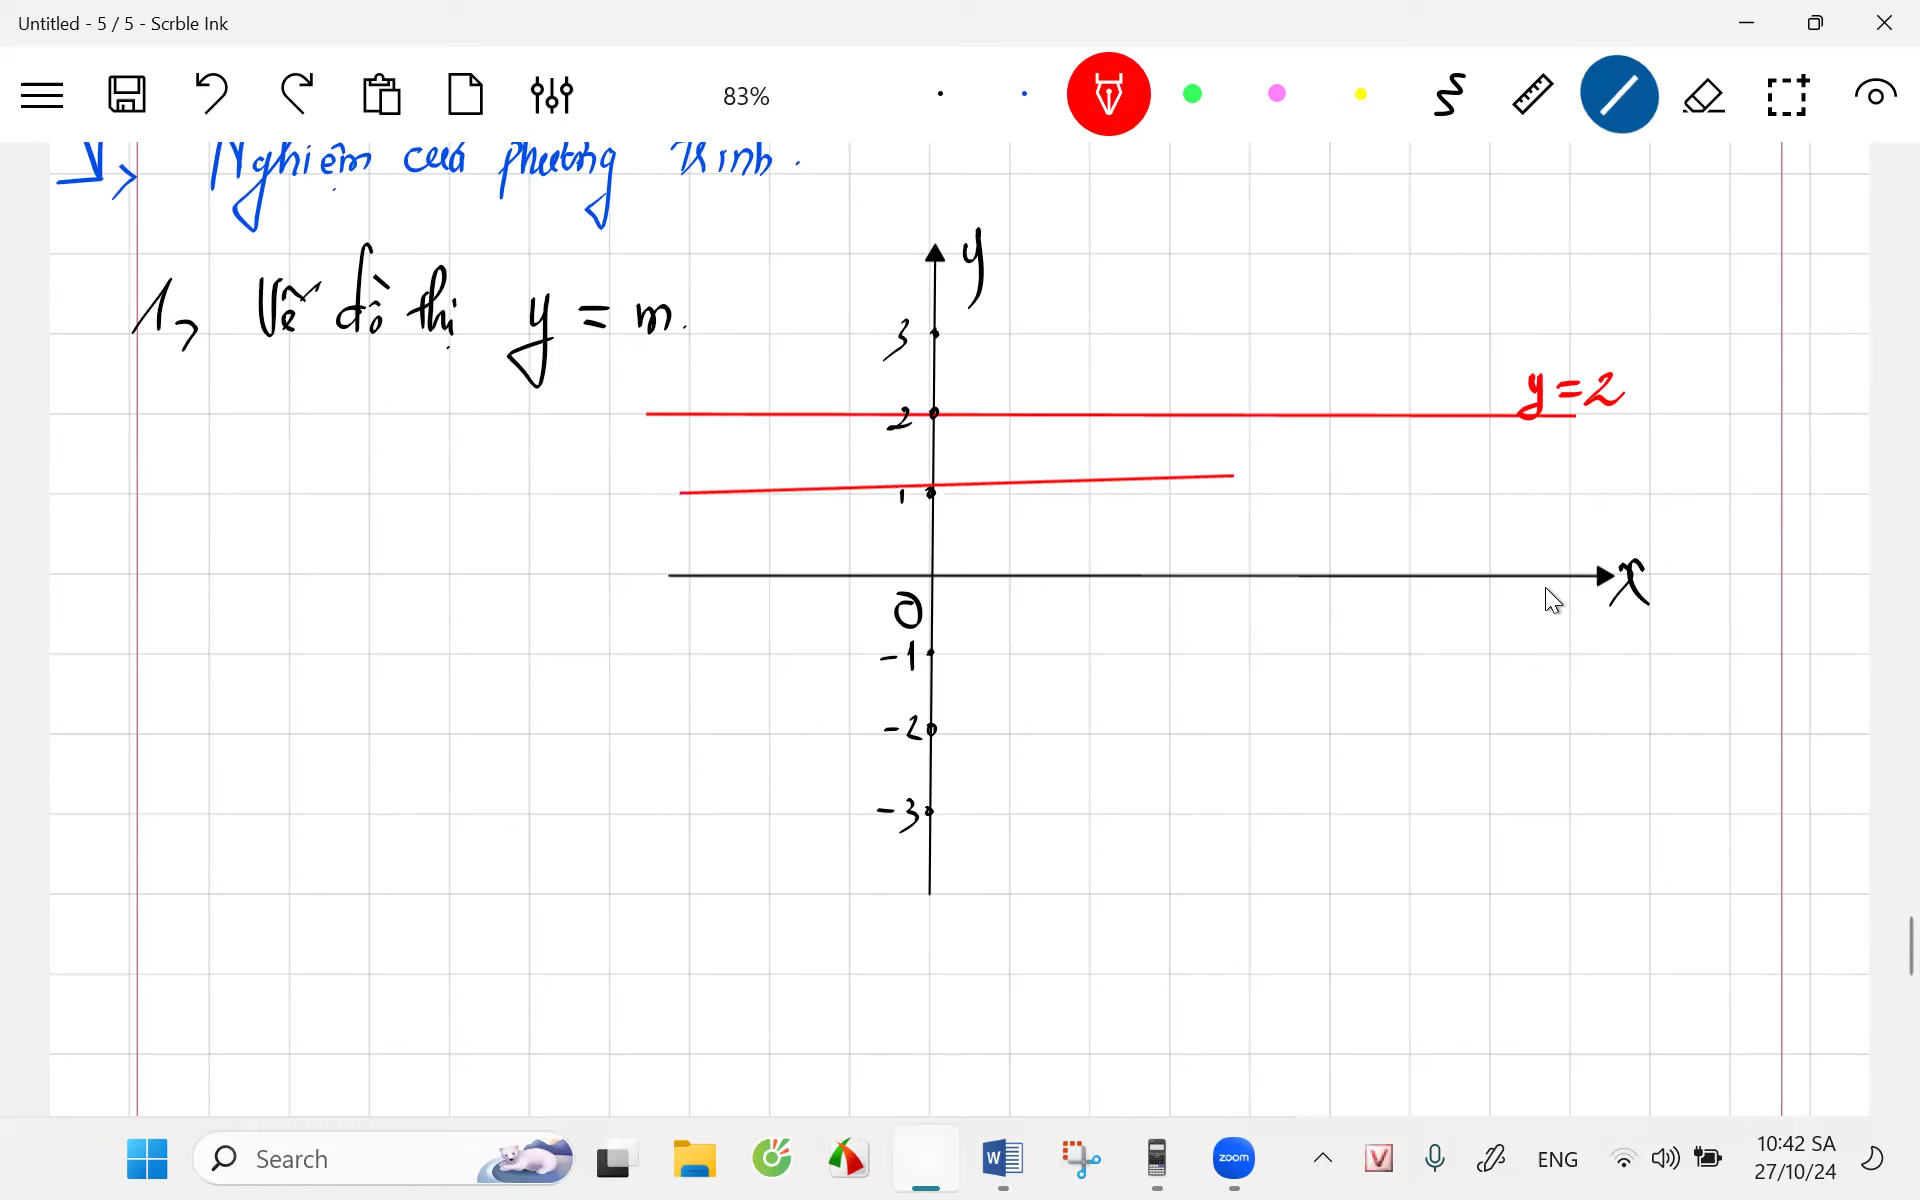 Untitled - 5 / 5 - Scrble Ink
83%
Nghiệm của phương trình.
1, Vẽ đồ thị y = m.
y
3
y = 2
2
1
x
O
-1
-2
-3
Search
W
zoom
V
ENG
10:42 SA
27/10/24